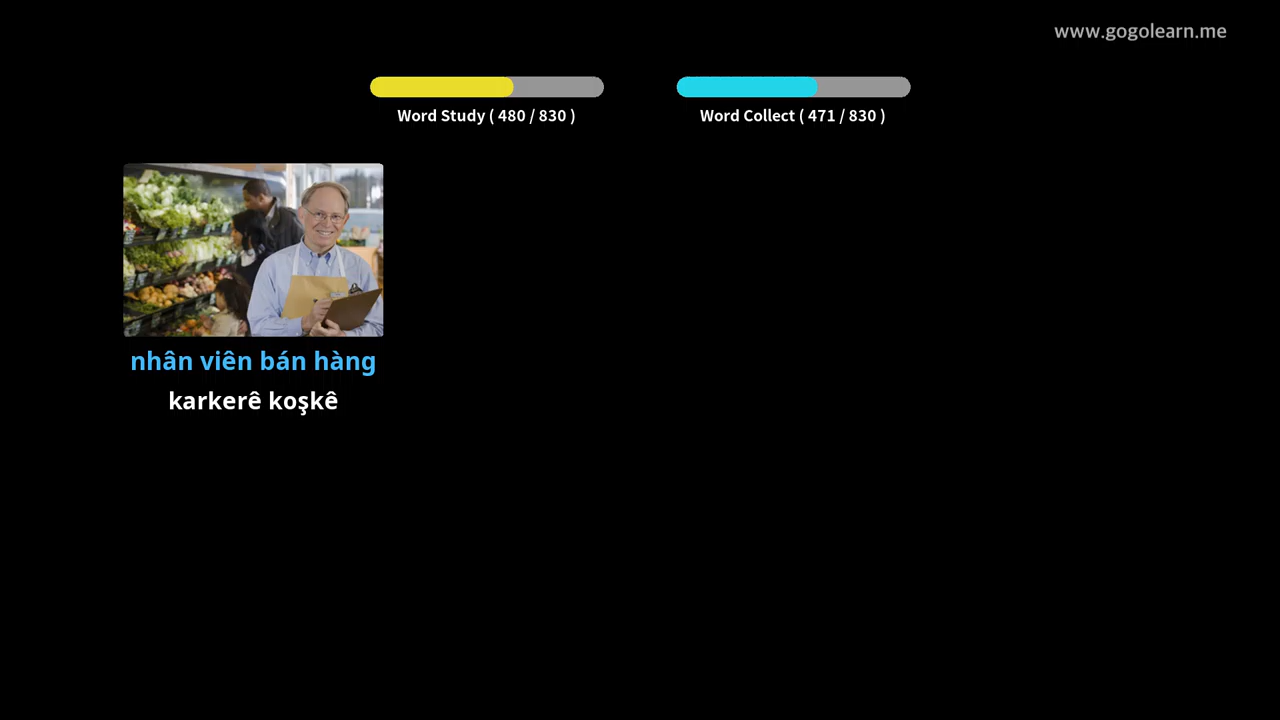 www.gogolearn.me
Word Study ( 480 / 830 )
Word Collect ( 471 / 830 )
nhân viên bán hàng
karkerê koşkê